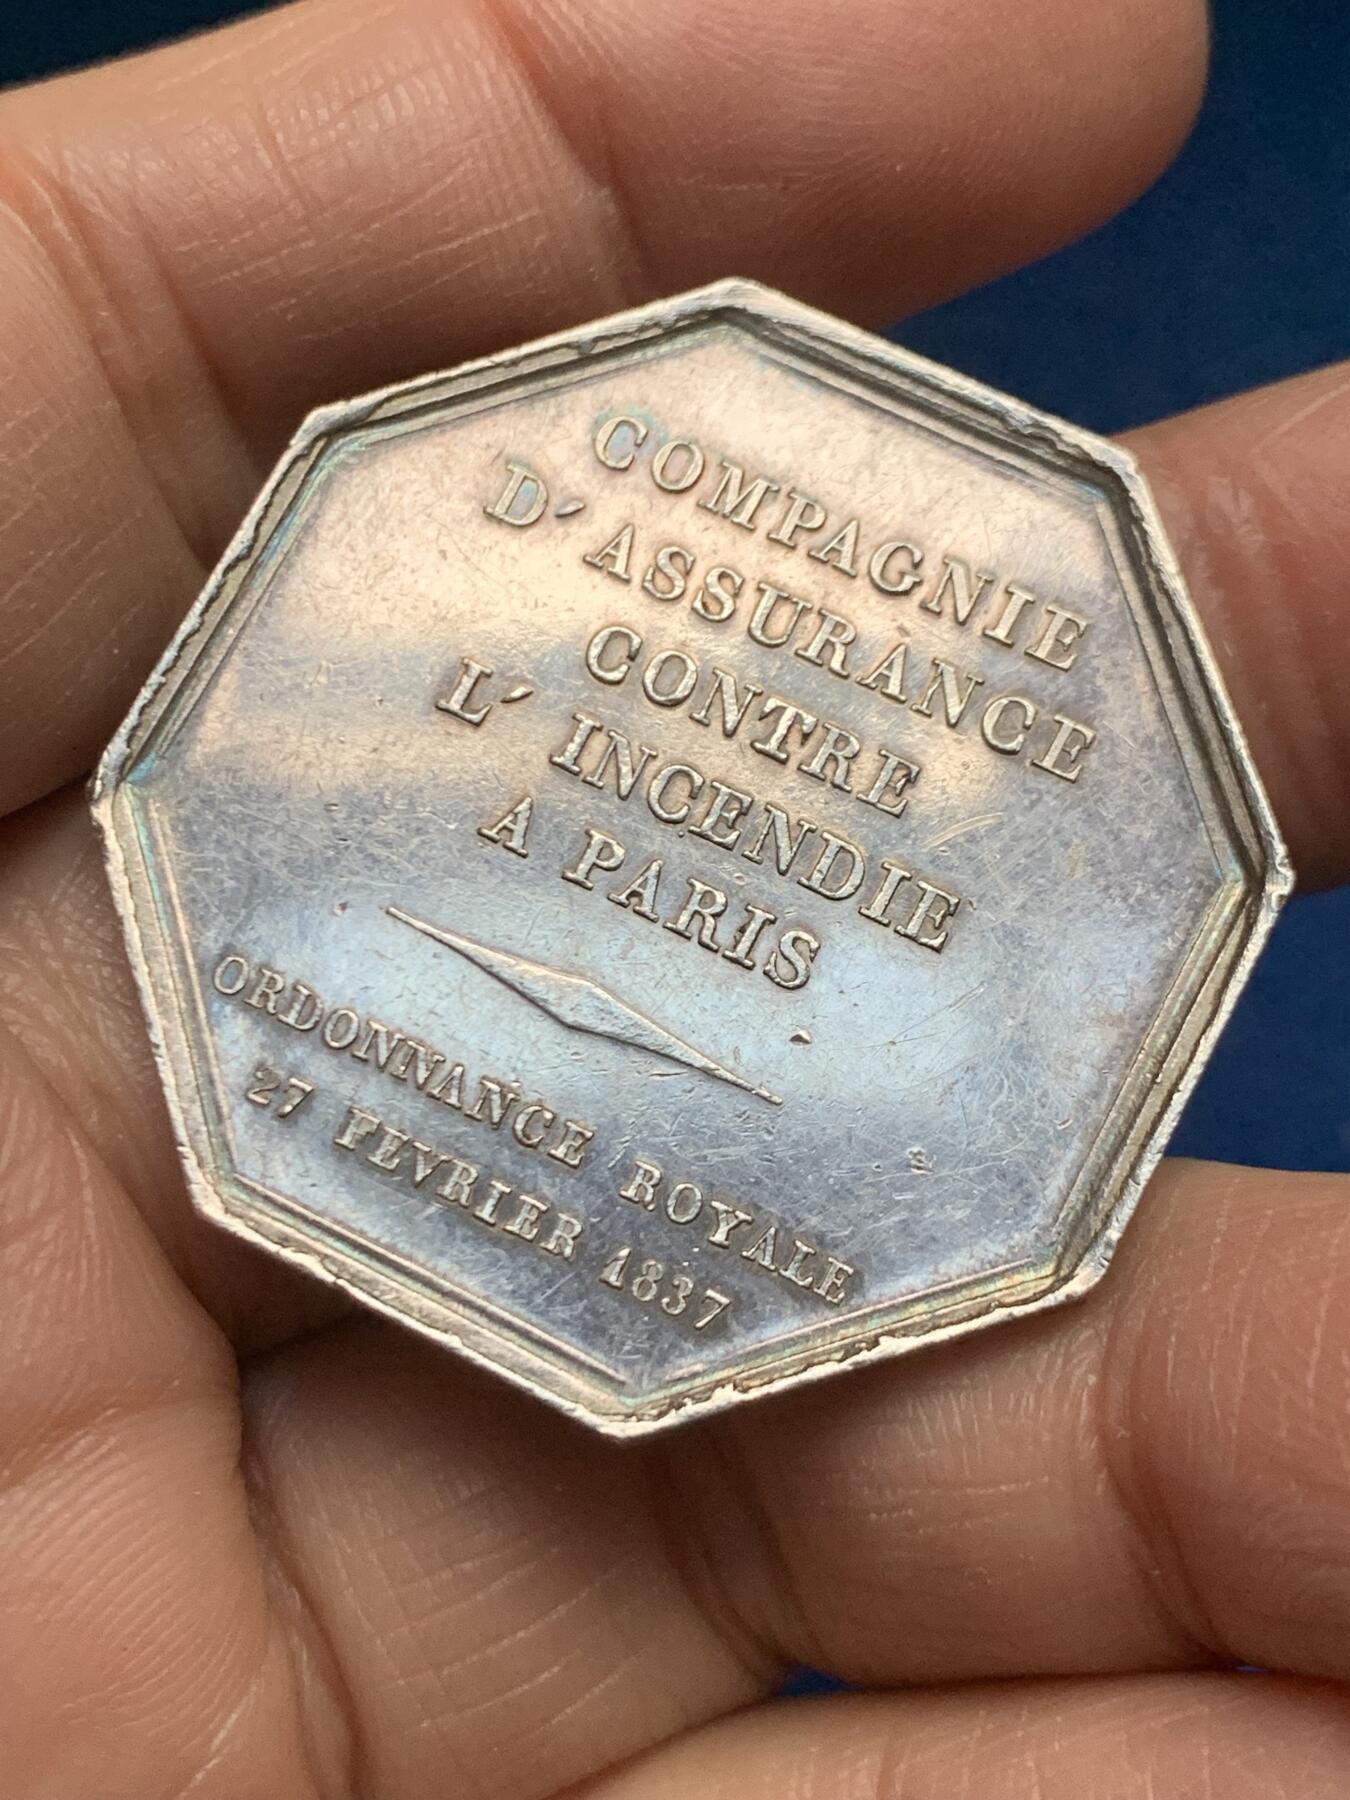 COMPAGNIE
D' ASSURANCE
CONTRE
L' INCENDIE
A PARIS
ORDONNANCE ROYALE
27 FEVRIER 1837